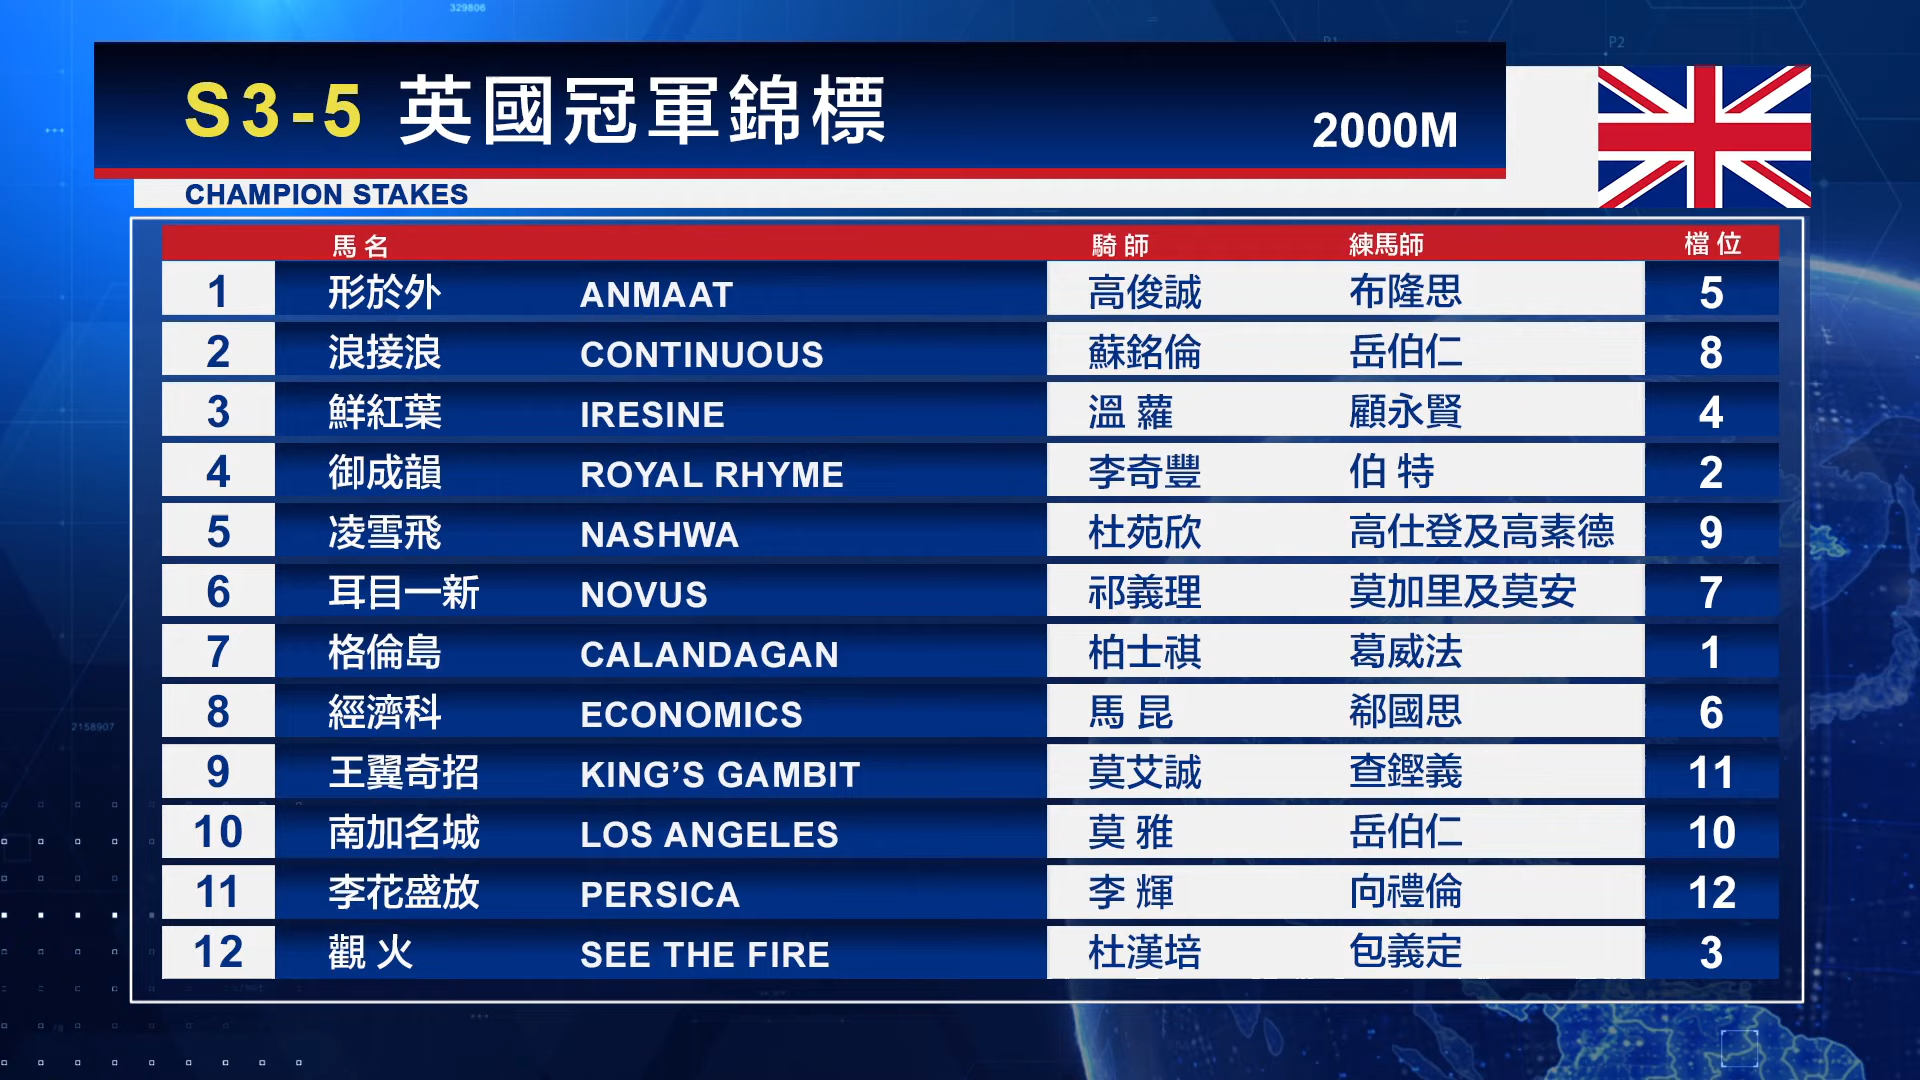 329806
P1
P2
S3-5 英國冠軍錦標 2000M
CHAMPION STAKES
馬名 騎師 練馬師 檔位
1 形於外 ANMAAT 高俊誠 布隆思 5
2 浪接浪 CONTINUOUS 蘇銘倫 岳伯仁 8
3 鮮紅葉 IRESINE 溫蘿 顧永賢 4
4 御成韻 ROYAL RHYME 李奇豐 伯特 2
5 凌雪飛 NASHWA 杜苑欣 高仕登及高素德 9
6 耳目一新 NOVUS 祁義理 莫加里及莫安 7
7 格倫島 CALANDAGAN 柏士祺 葛威法 1
8 經濟科 ECONOMICS 馬昆 郗國思 6
2158907
9 王翼奇招 KING’S GAMBIT 莫艾誠 查鏗義 11
10 南加名城 LOS ANGELES 莫雅 岳伯仁 10
11 李花盛放 PERSICA 李輝 向禮倫 12
12 觀火 SEE THE FIRE 杜漢培 包義定 3